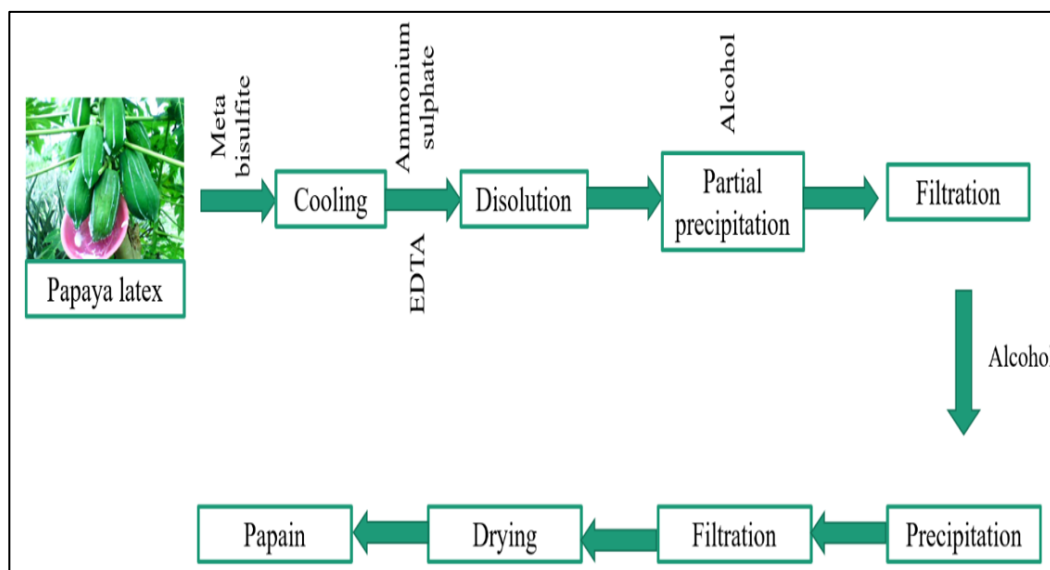 Papaya latex
Meta
bisulfite
Cooling
Ammonium
sulphate
EDTA
Disolution
Alcohol
Partial
precipitation
Filtration
Alcohol
Precipitation
Filtration
Drying
Papain